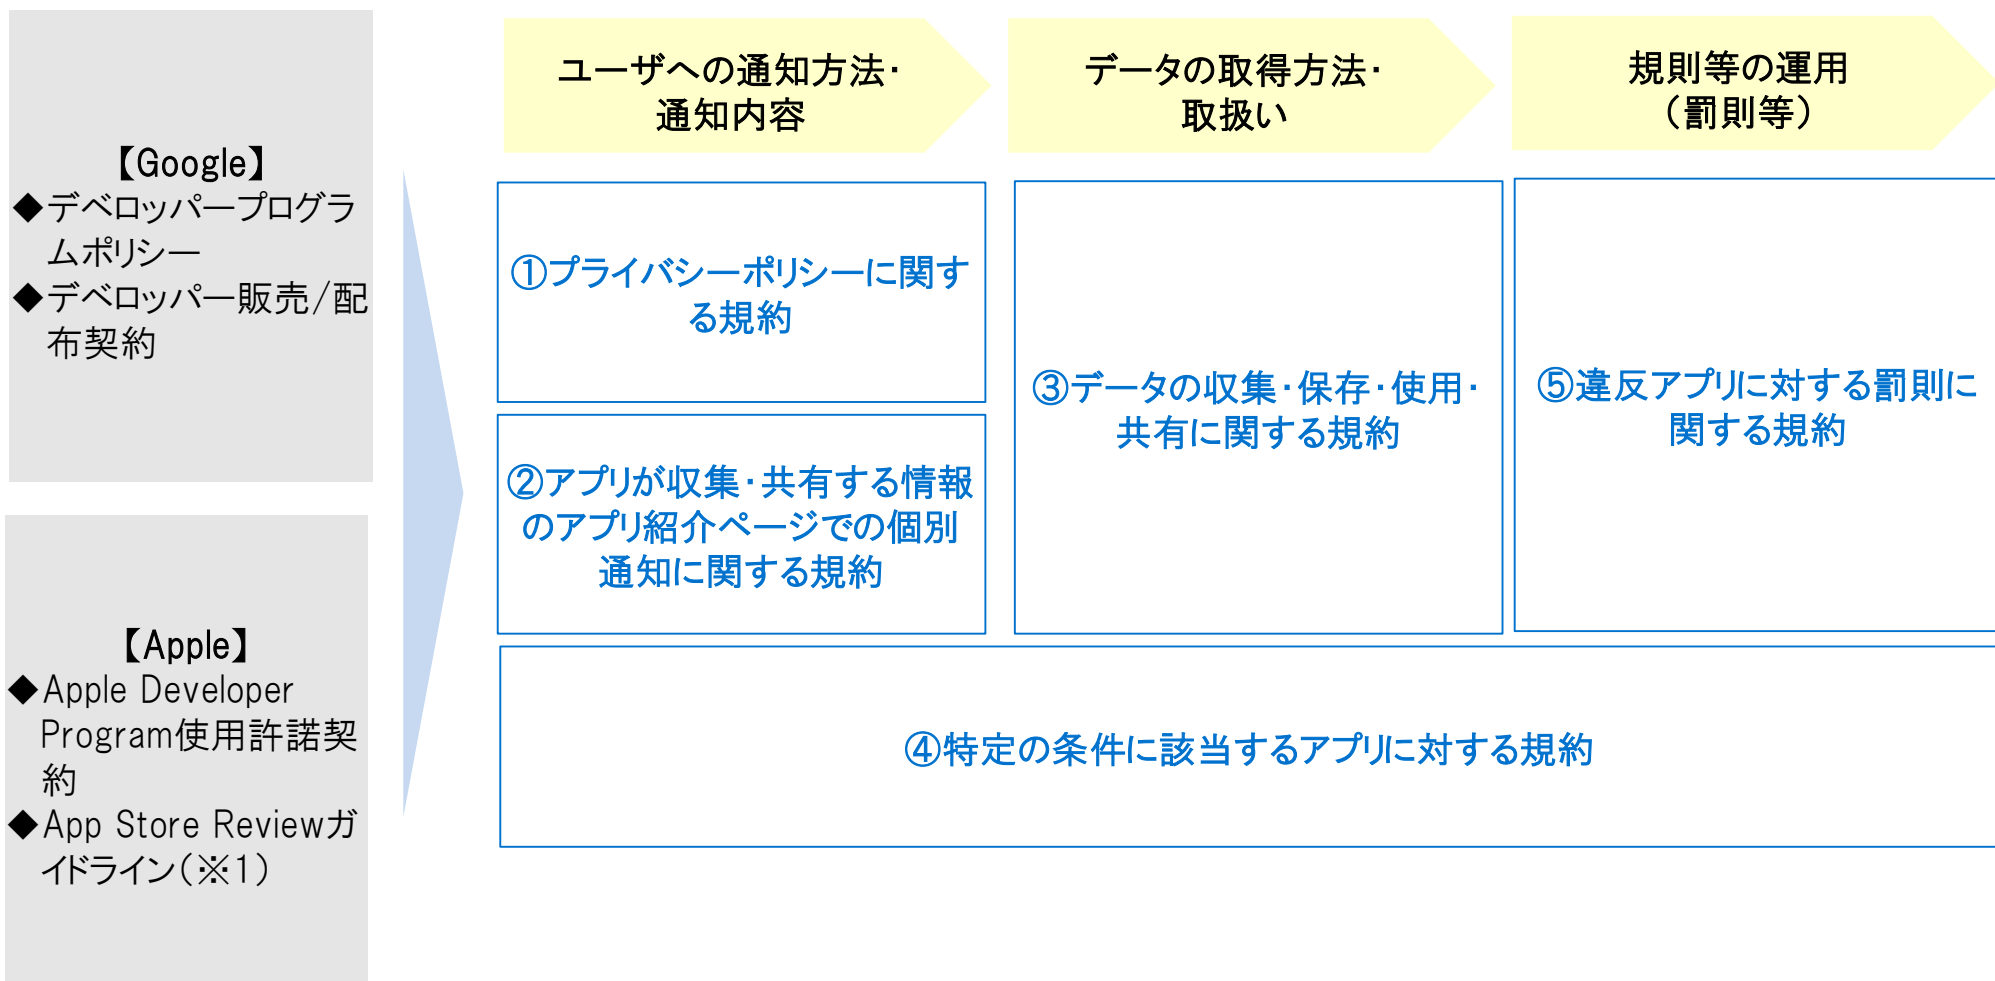 【Google】
◆デベロッパープログラ
ムポリシー
◆デベロッパー販売/配
布契約
【Apple】
◆Apple Developer
Program使用許諾契
約
◆App Store Reviewガ
イドライン(※1)
ユーザへの通知方法・
通知内容
データの取得方法・
取扱い
規則等の運用
(罰則等)
①プライバシーポリシーに関す
る規約
②アプリが収集・共有する情報
のアプリ紹介ページでの個別
通知に関する規約
③データの収集・保存・使用・
共有に関する規約
⑤違反アプリに対する罰則に
関する規約
④特定の条件に該当するアプリに対する規約